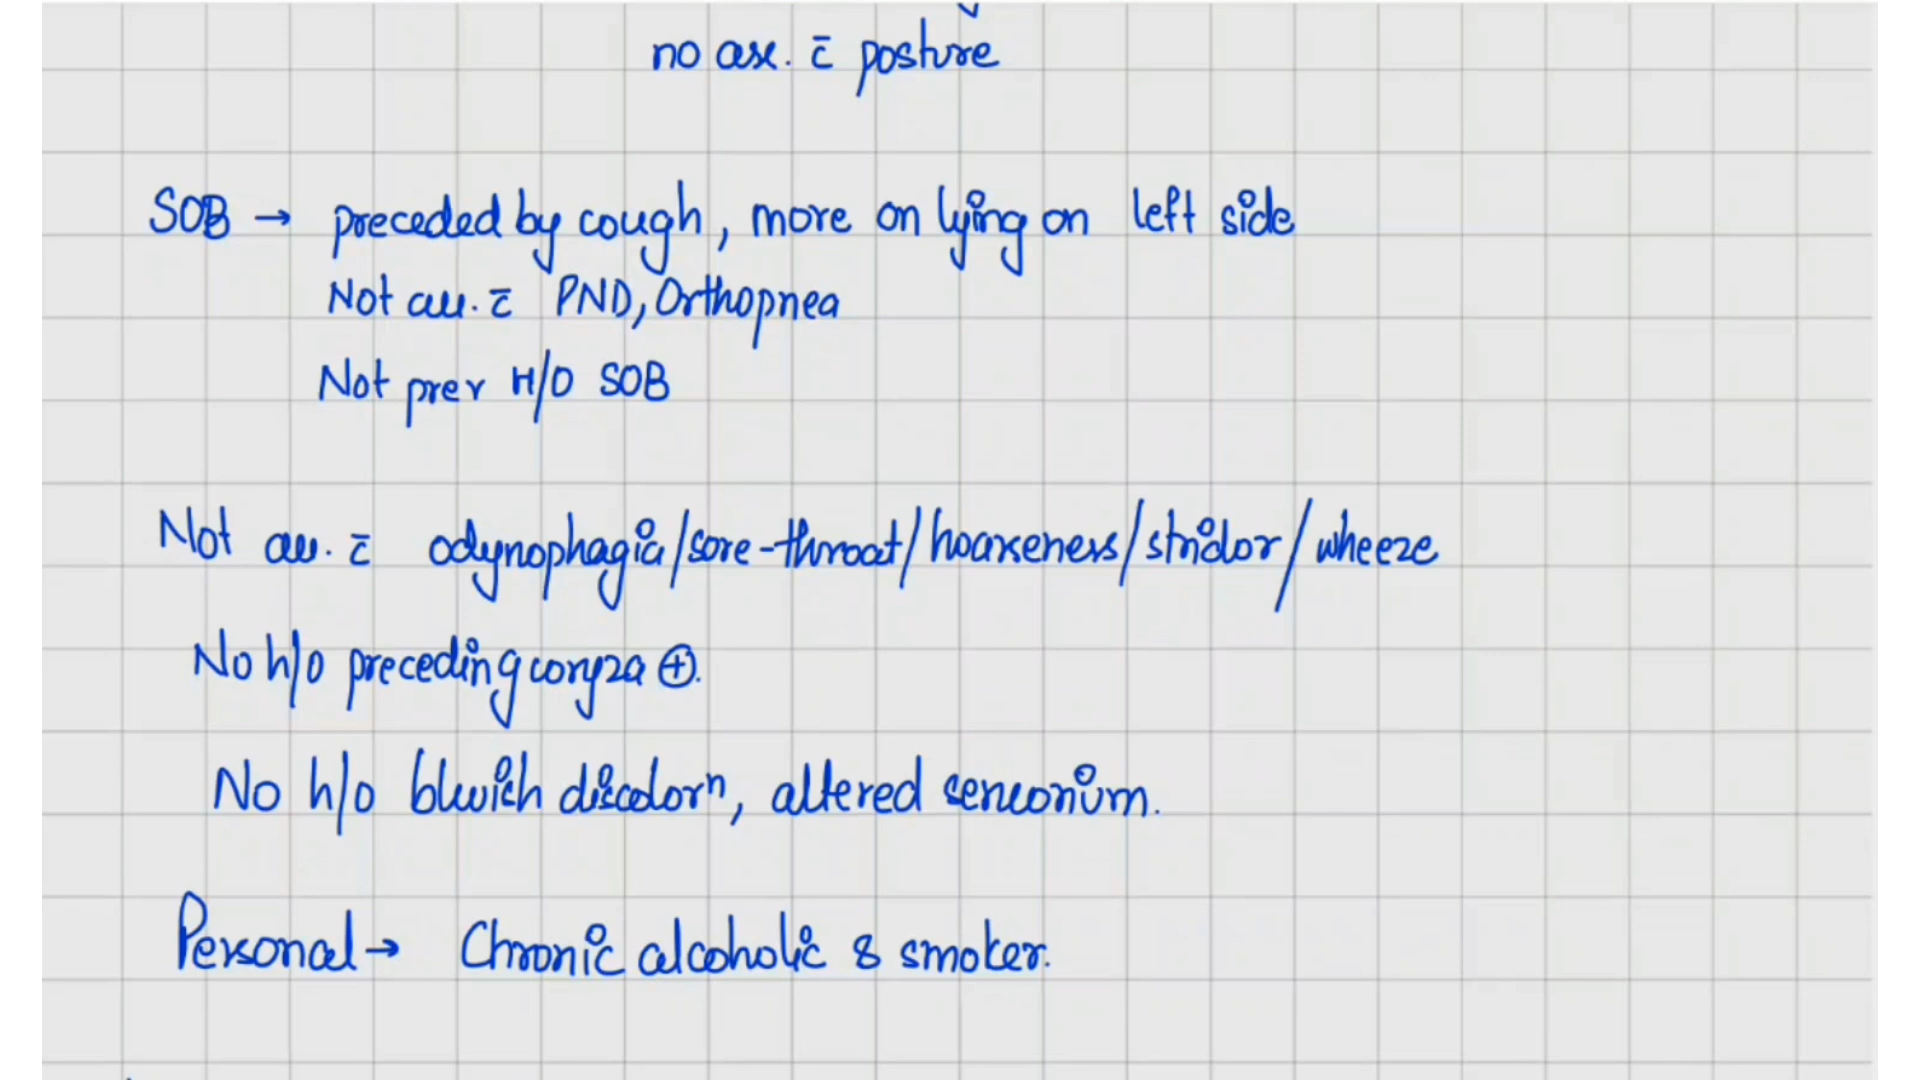 no ass. c̄ posture
SOB → preceded by cough, more on lying on left side
Not ass. c̄ PND, Orthopnea
Not prev H/O SOB
Not ass. c̄ odynophagia/sore-throat/hoarseness/stridor/wheeze
No h/o preceding coryza ⊕.
No h/o bluish discolorⁿ, altered sensorium.
Personal → Chronic alcoholic & smoker.